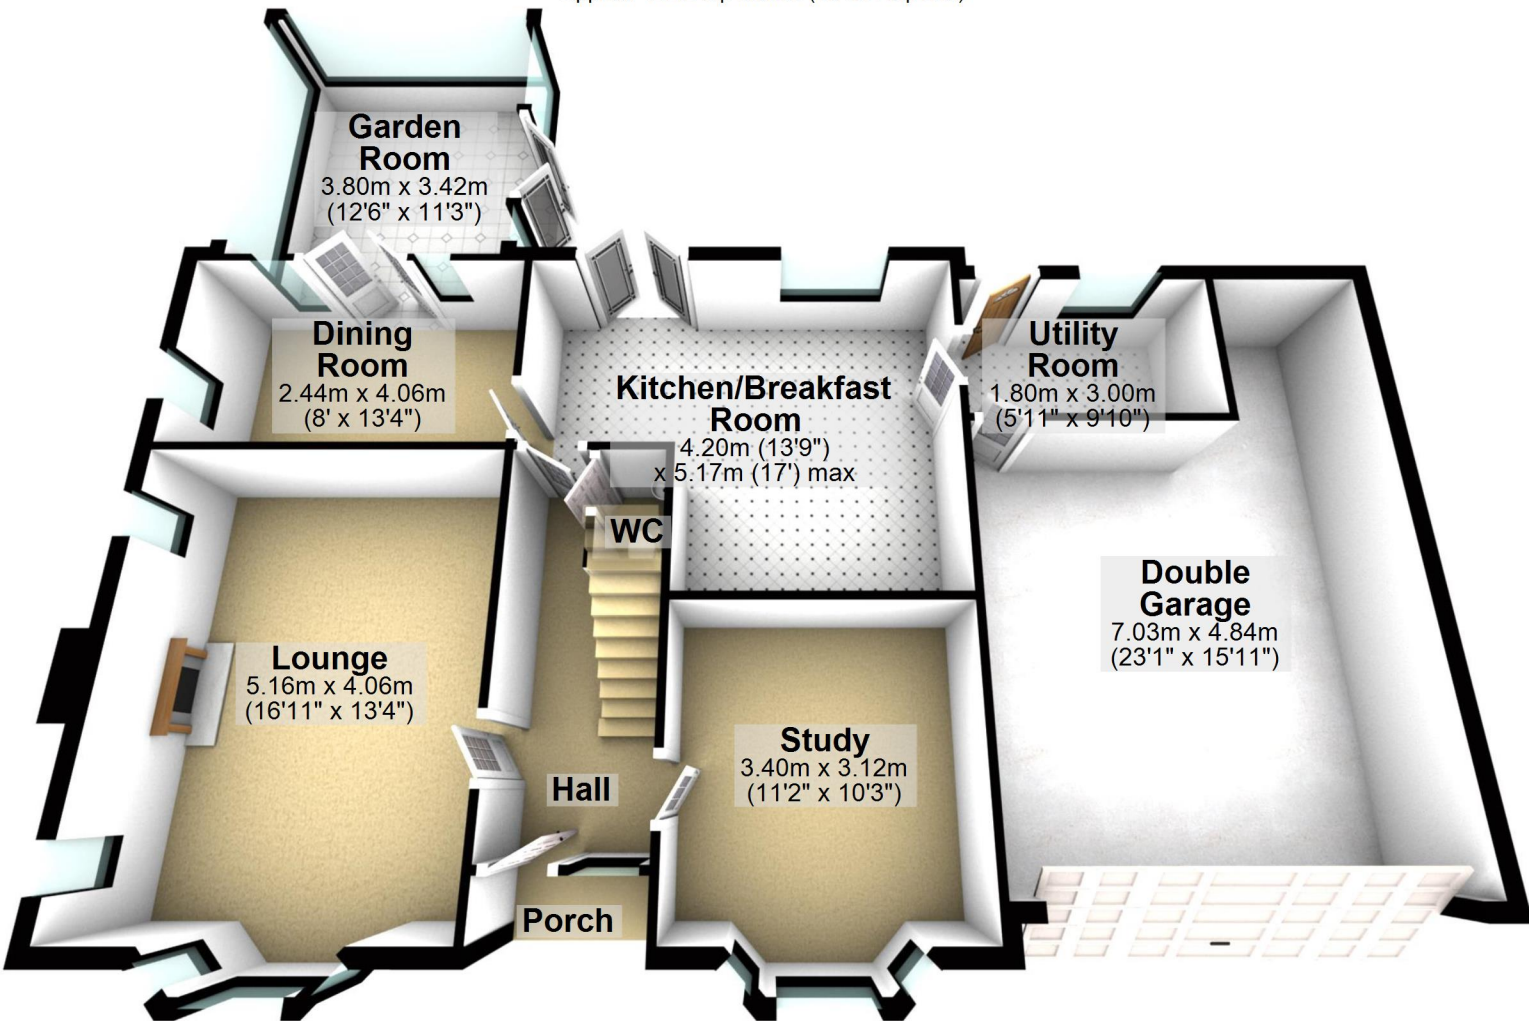 Garden
Room
3.80m x 3.42m
(12'6" x 11'3")
Dining
Room
2.44m x 4.06m
(8' x 13'4")
Kitchen/Breakfast
Room
4.20m (13'9")
x 5.17m (17') max
Utility
Room
1.80m x 3.00m
(5'11" x 9'10")
WC
Double
Garage
7.03m x 4.84m
(23'1" x 15'11")
Lounge
5.16m x 4.06m
(16'11" x 13'4")
Study
3.40m x 3.12m
(11'2" x 10'3")
Hall
Porch